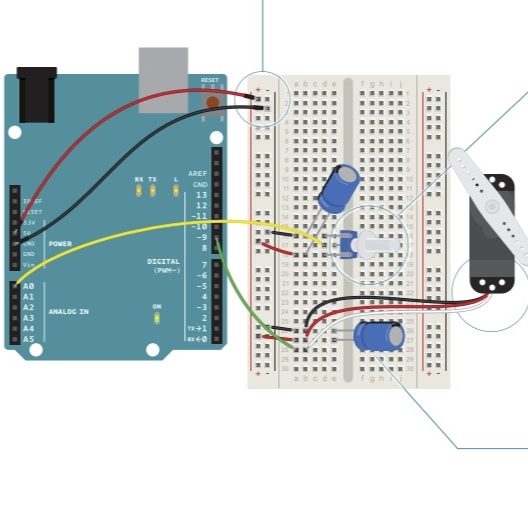 RESET
IOREF
RESET
3.3V
5V
GND
GND
Vin
POWER
A0
A1
A2
A3
A4
A5
ANALOG IN
RX TX L
ON
AREF
GND
13
12
~11
~10
~9
8
7
~6
~5
4
~3
2
TX→1
RX←0
DIGITAL
(PWM~)
+ -
+ -
a b c d e
f g h i j
a b c d e
f g h i j
+ -
+ -